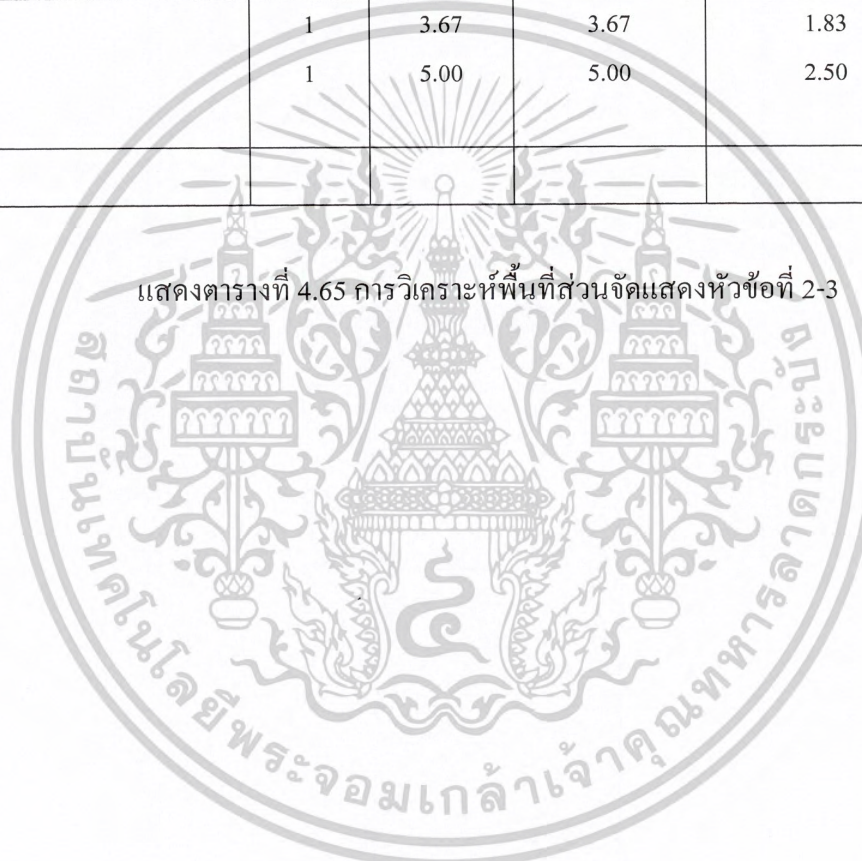 1 3.67 3.67 1.83
1 5.00 5.00 2.50
แสดงตารางที่ 4.65 การวิเคราะห์พื้นที่ส่วนจัดแสดงหัวข้อที่ 2-3
สถาบันเทคโนโลยีพระจอมเกล้าเจ้าคุณทหารลาดกระบัง